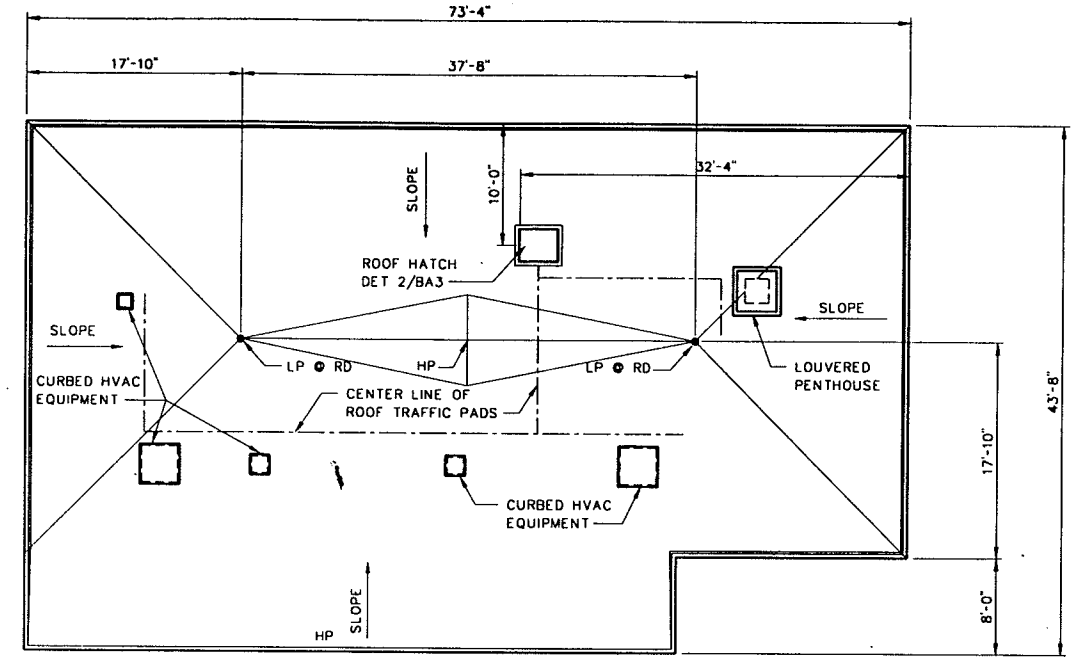 73'-4"
17'-10"
37'-8"
32'-4"
10'-0"
SLOPE
ROOF HATCH
DET 2/BA3
SLOPE
SLOPE
LP @ RD
HP
LP @ RD
LOUVERED
PENTHOUSE
CURBED HVAC
EQUIPMENT
CENTER LINE OF
ROOF TRAFFIC PADS
43'-8"
17'-10"
CURBED HVAC
EQUIPMENT
SLOPE
HP
8'-0"